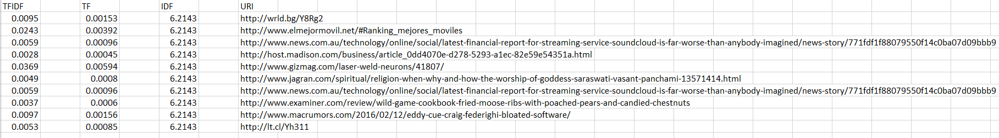 TFIDF TF IDF URI
0.0095 0.00153 6.2143 http://wrld.bg/Y8Rg2
0.0243 0.00392 6.2143 http://www.elmejormovil.net/#Ranking_mejores_moviles
0.0059 0.00096 6.2143 http://www.news.com.au/technology/online/social/latest-financial-report-for-streaming-service-soundcloud-is-far-worse-than-anybody-imagined/news-story/771fdf1f88079550f14c0ba07d09bbb9
0.0028 0.00045 6.2143 http://host.madison.com/business/article_0dd4070e-d278-5293-a1ec-82e59e54351a.html
0.0369 0.00594 6.2143 http://www.gizmag.com/laser-weld-neurons/41807/
0.0049 0.0008 6.2143 http://www.jagran.com/spiritual/religion-when-why-and-how-the-worship-of-goddess-saraswati-vasant-panchami-13571414.html
0.0059 0.00096 6.2143 http://www.news.com.au/technology/online/social/latest-financial-report-for-streaming-service-soundcloud-is-far-worse-than-anybody-imagined/news-story/771fdf1f88079550f14c0ba07d09bbb9
0.0037 0.0006 6.2143 http://www.examiner.com/review/wild-game-cookbook-fried-moose-ribs-with-poached-pears-and-candied-chestnuts
0.0097 0.00156 6.2143 http://www.macrumors.com/2016/02/12/eddy-cue-craig-federighi-bloated-software/
0.0053 0.00085 6.2143 http://lt.cl/Yh311